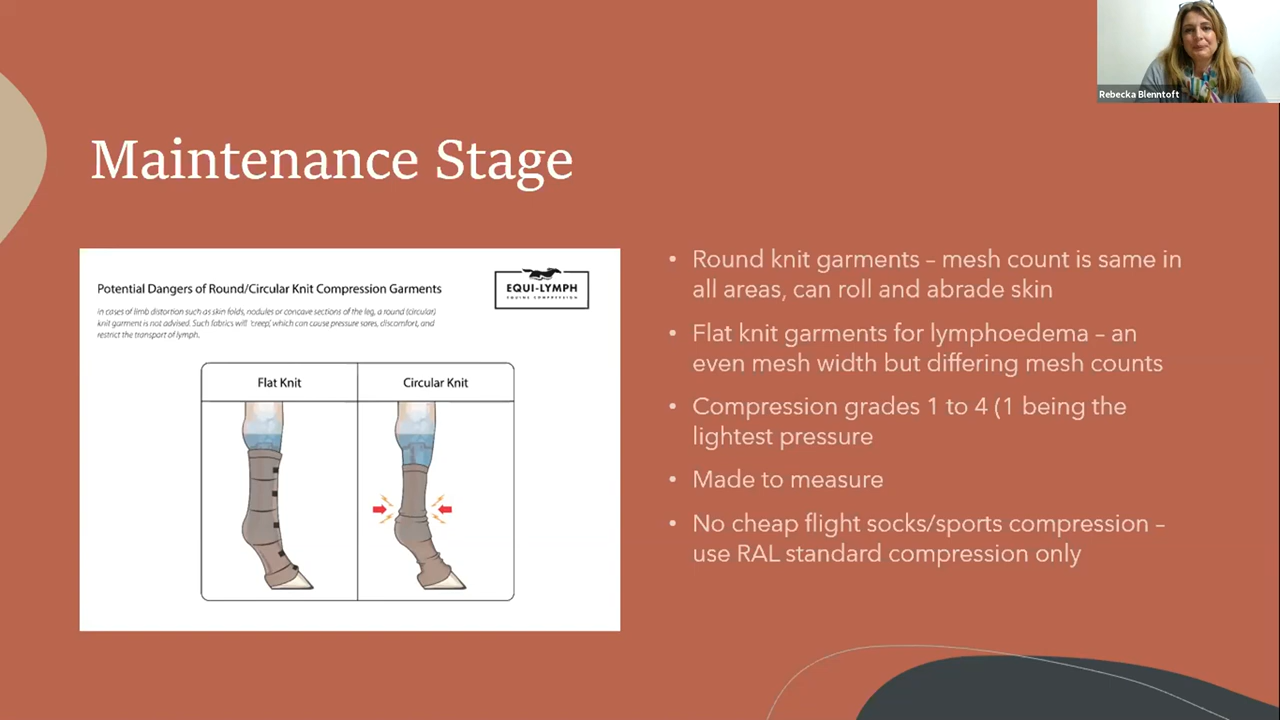 Rebecka Blenntoft
Maintenance Stage
Potential Dangers of Round/Circular Knit Compression Garments
EQUI-LYMPH
EQUINE COMPRESSION
in cases of limb distortion such as skin folds, nodules or concave sections of the leg, a round (circular)
knit garment is not advised. Such fabrics will 'creep', which can cause pressure sores, discomfort, and
restrict the transport of lymph.
Flat Knit
Circular Knit
• Round knit garments – mesh count is same in
all areas, can roll and abrade skin
• Flat knit garments for lymphoedema – an
even mesh width but differing mesh counts
• Compression grades 1 to 4 (1 being the
lightest pressure
• Made to measure
• No cheap flight socks/sports compression –
use RAL standard compression only